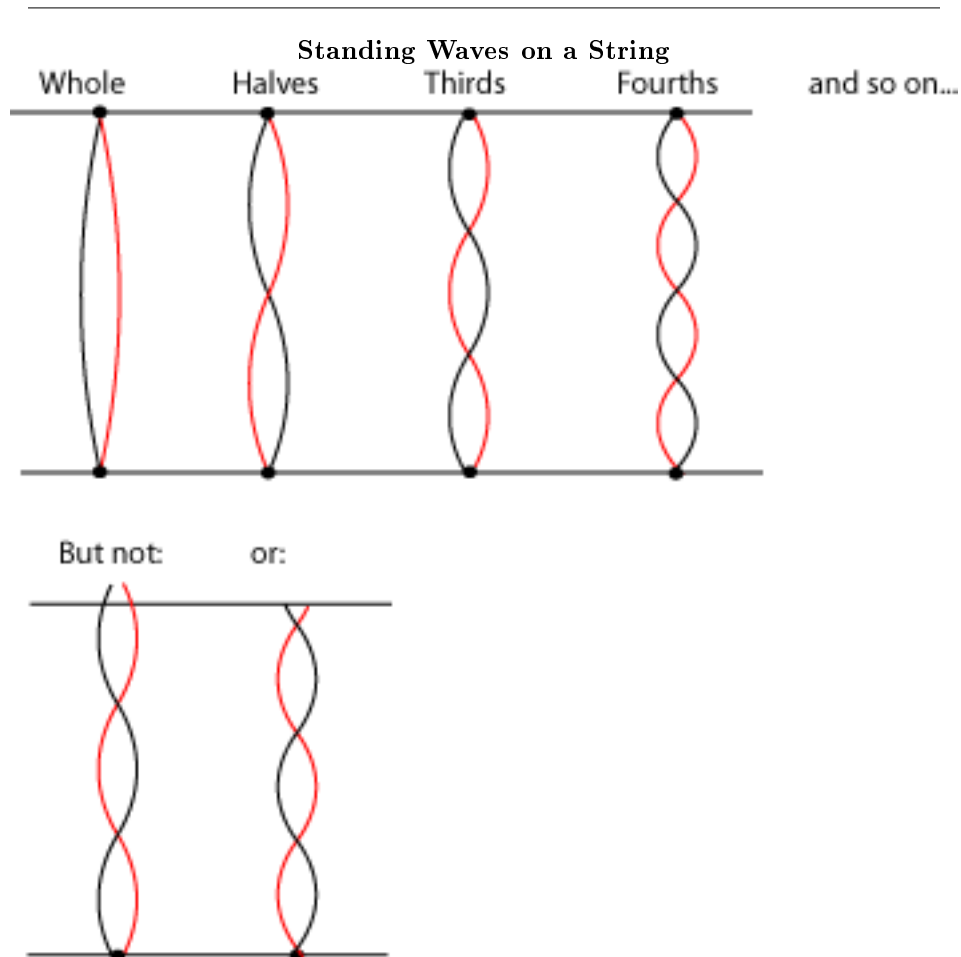 Standing Waves on a String
Whole Halves Thirds Fourths and so on...
But not: or: